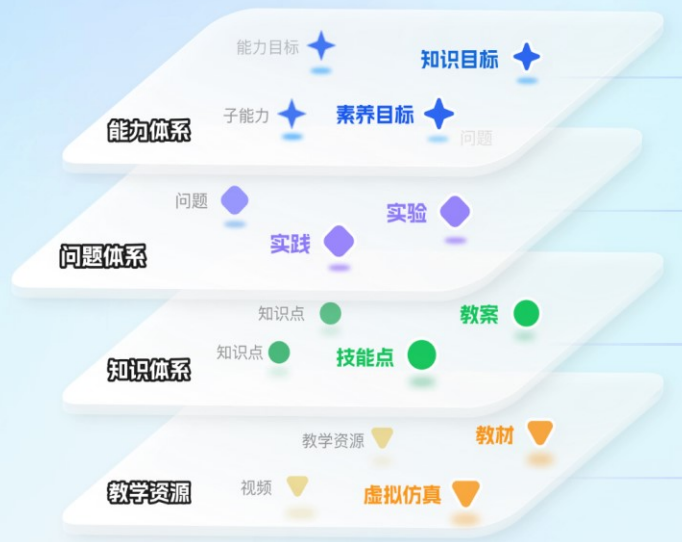 能力目标
知识目标
子能力
素养目标
能力体系
问题
问题
实验
实践
问题体系
知识点
教案
知识点
技能点
知识体系
教学资源
教材
视频
虚拟仿真
教学资源